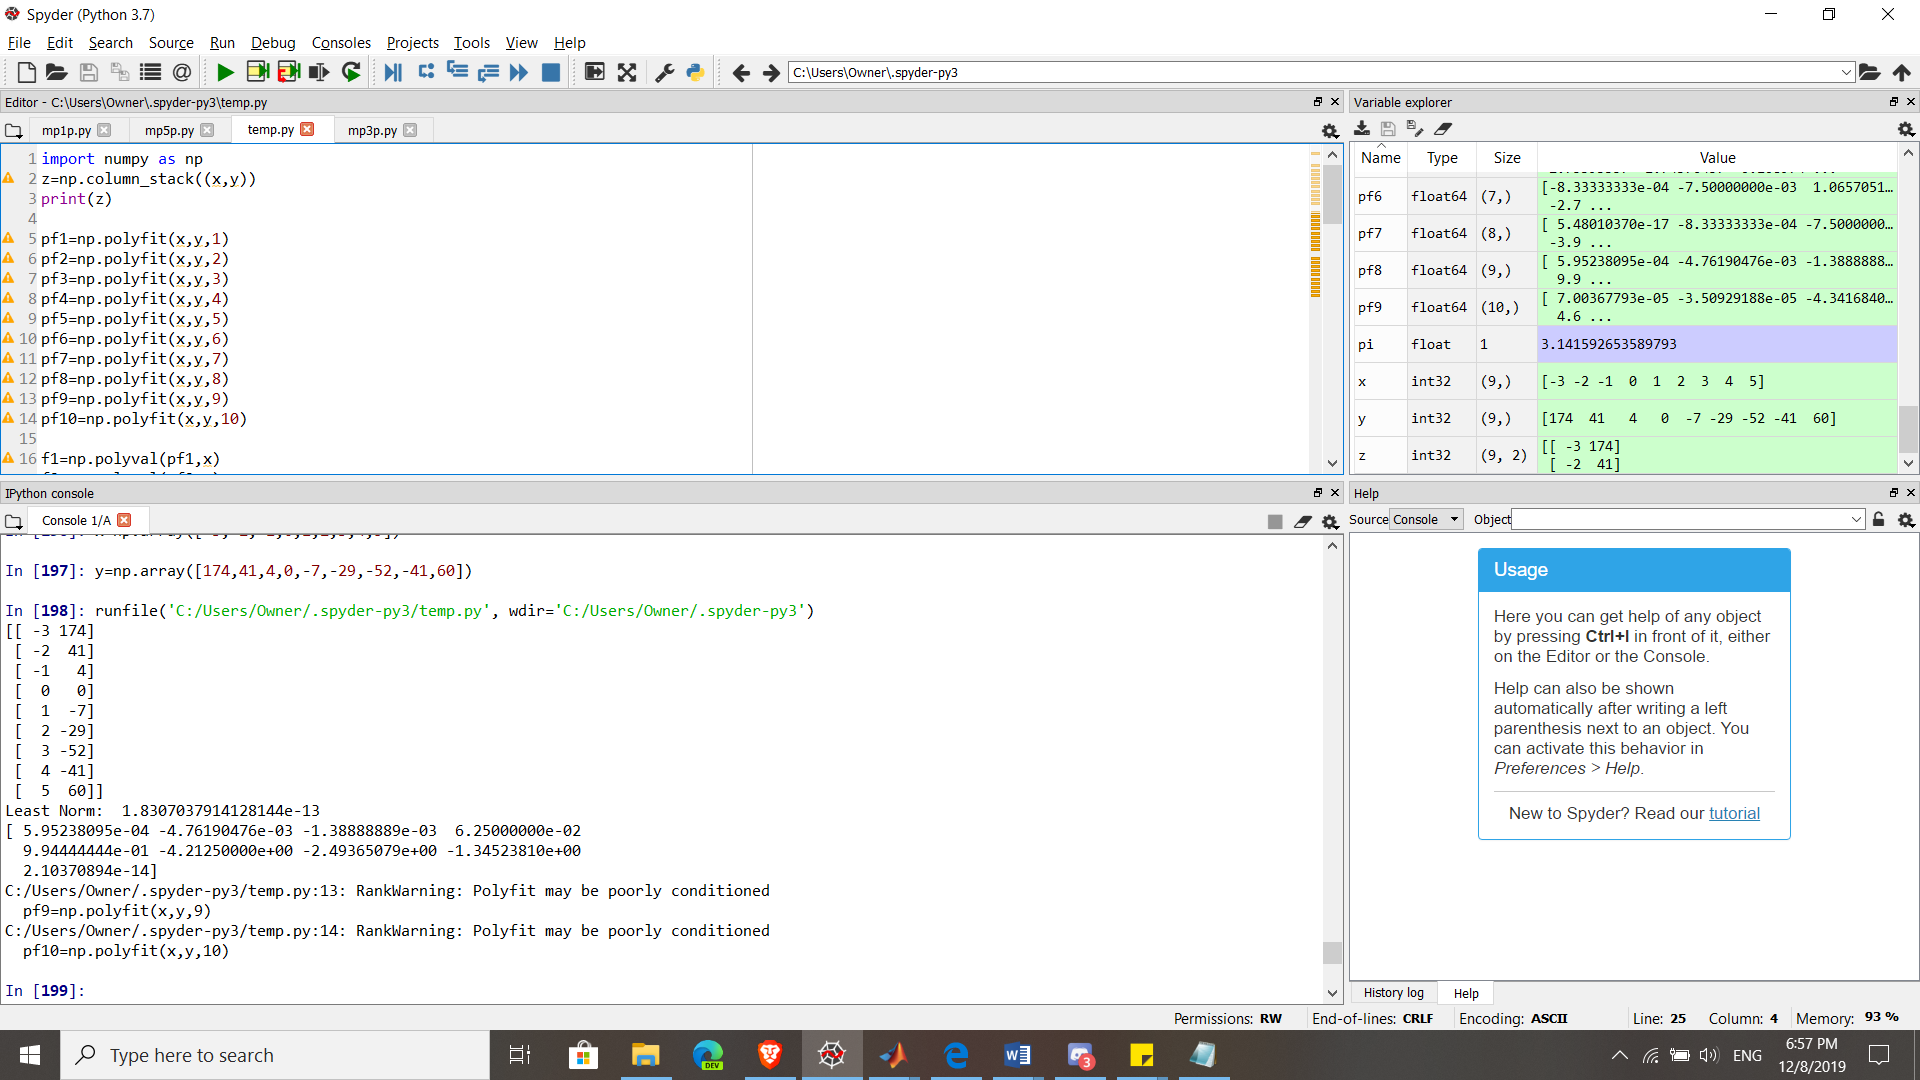 Spyder (Python 3.7)
File Edit Search Source Run Debug Consoles Projects Tools View Help
C:\Users\Owner\.spyder-py3
Editor - C:\Users\Owner\.spyder-py3\temp.py
mp1p.py mp5p.py temp.py mp3p.py
1 import numpy as np
2 z=np.column_stack((x,y))
3 print(z)
4
5 pf1=np.polyfit(x,y,1)
6 pf2=np.polyfit(x,y,2)
7 pf3=np.polyfit(x,y,3)
8 pf4=np.polyfit(x,y,4)
9 pf5=np.polyfit(x,y,5)
10 pf6=np.polyfit(x,y,6)
11 pf7=np.polyfit(x,y,7)
12 pf8=np.polyfit(x,y,8)
13 pf9=np.polyfit(x,y,9)
14 pf10=np.polyfit(x,y,10)
15
16 f1=np.polyval(pf1,x)
Variable explorer
Name Type Size Value
pf6 float64 (7,) [-8.33333333e-04 -7.50000000e-03 1.0657051...
-2.7 ...
pf7 float64 (8,) [ 5.48010370e-17 -8.33333333e-04 -7.5000000...
-3.9 ...
pf8 float64 (9,) [ 5.95238095e-04 -4.76190476e-03 -1.3888888...
9.9 ...
pf9 float64 (10,) [ 7.00367793e-05 -3.50929188e-05 -4.3416840...
4.6 ...
pi float 1 3.141592653589793
x int32 (9,) [-3 -2 -1 0 1 2 3 4 5]
y int32 (9,) [174 41 4 0 -7 -29 -52 -41 60]
z int32 (9, 2) [[ -3 174]
[ -2 41]
IPython console
Console 1/A
In [197]: y=np.array([174,41,4,0,-7,-29,-52,-41,60])
In [198]: runfile('C:/Users/Owner/.spyder-py3/temp.py', wdir='C:/Users/Owner/.spyder-py3')
[[ -3 174]
[ -2 41]
[ -1 4]
[ 0 0]
[ 1 -7]
[ 2 -29]
[ 3 -52]
[ 4 -41]
[ 5 60]]
Least Norm: 1.8307037914128144e-13
[ 5.95238095e-04 -4.76190476e-03 -1.38888889e-03 6.25000000e-02
9.94444444e-01 -4.21250000e+00 -2.49365079e+00 -1.34523810e+00
2.10370894e-14]
C:/Users/Owner/.spyder-py3/temp.py:13: RankWarning: Polyfit may be poorly conditioned
pf9=np.polyfit(x,y,9)
C:/Users/Owner/.spyder-py3/temp.py:14: RankWarning: Polyfit may be poorly conditioned
pf10=np.polyfit(x,y,10)
In [199]:
Help
Source Console Object
Usage
Here you can get help of any object
by pressing Ctrl+I in front of it, either
on the Editor or the Console.
Help can also be shown
automatically after writing a left
parenthesis next to an object. You
can activate this behavior in
Preferences > Help.
New to Spyder? Read our tutorial
History log Help
Permissions: RW End-of-lines: CRLF Encoding: ASCII Line: 25 Column: 4 Memory: 93 %
Type here to search
DEV
3
ENG
6:57 PM
12/8/2019